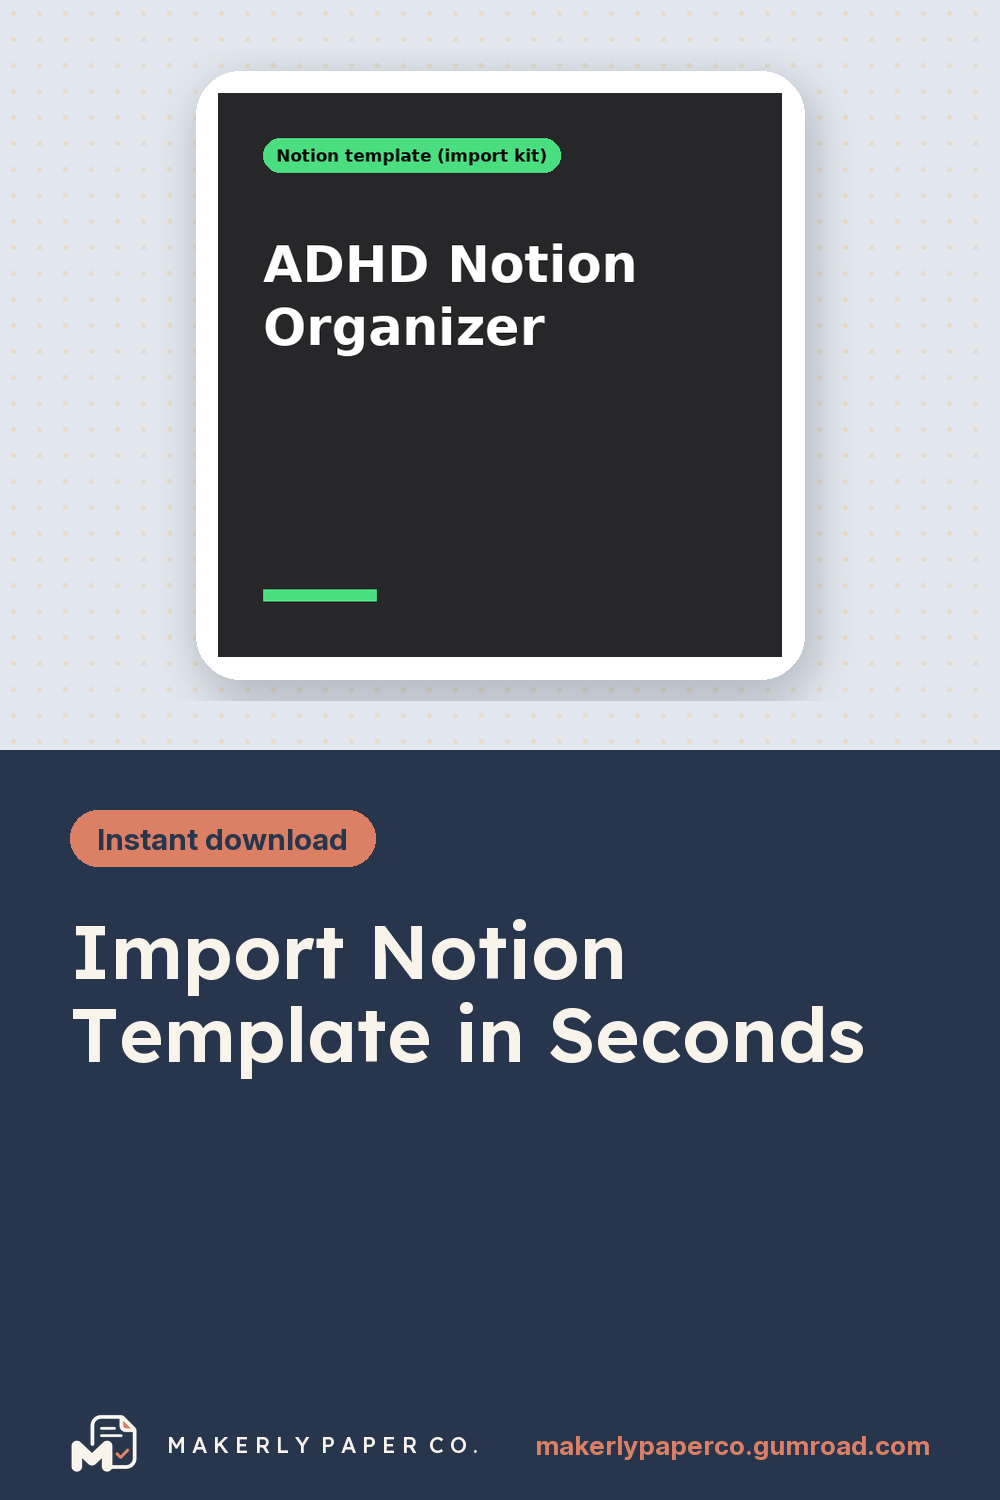 Notion template (import kit)
ADHD Notion
Organizer
Instant download
Import Notion
Template in Seconds
MAKERLY PAPER CO.
makerlypaperco.gumroad.com